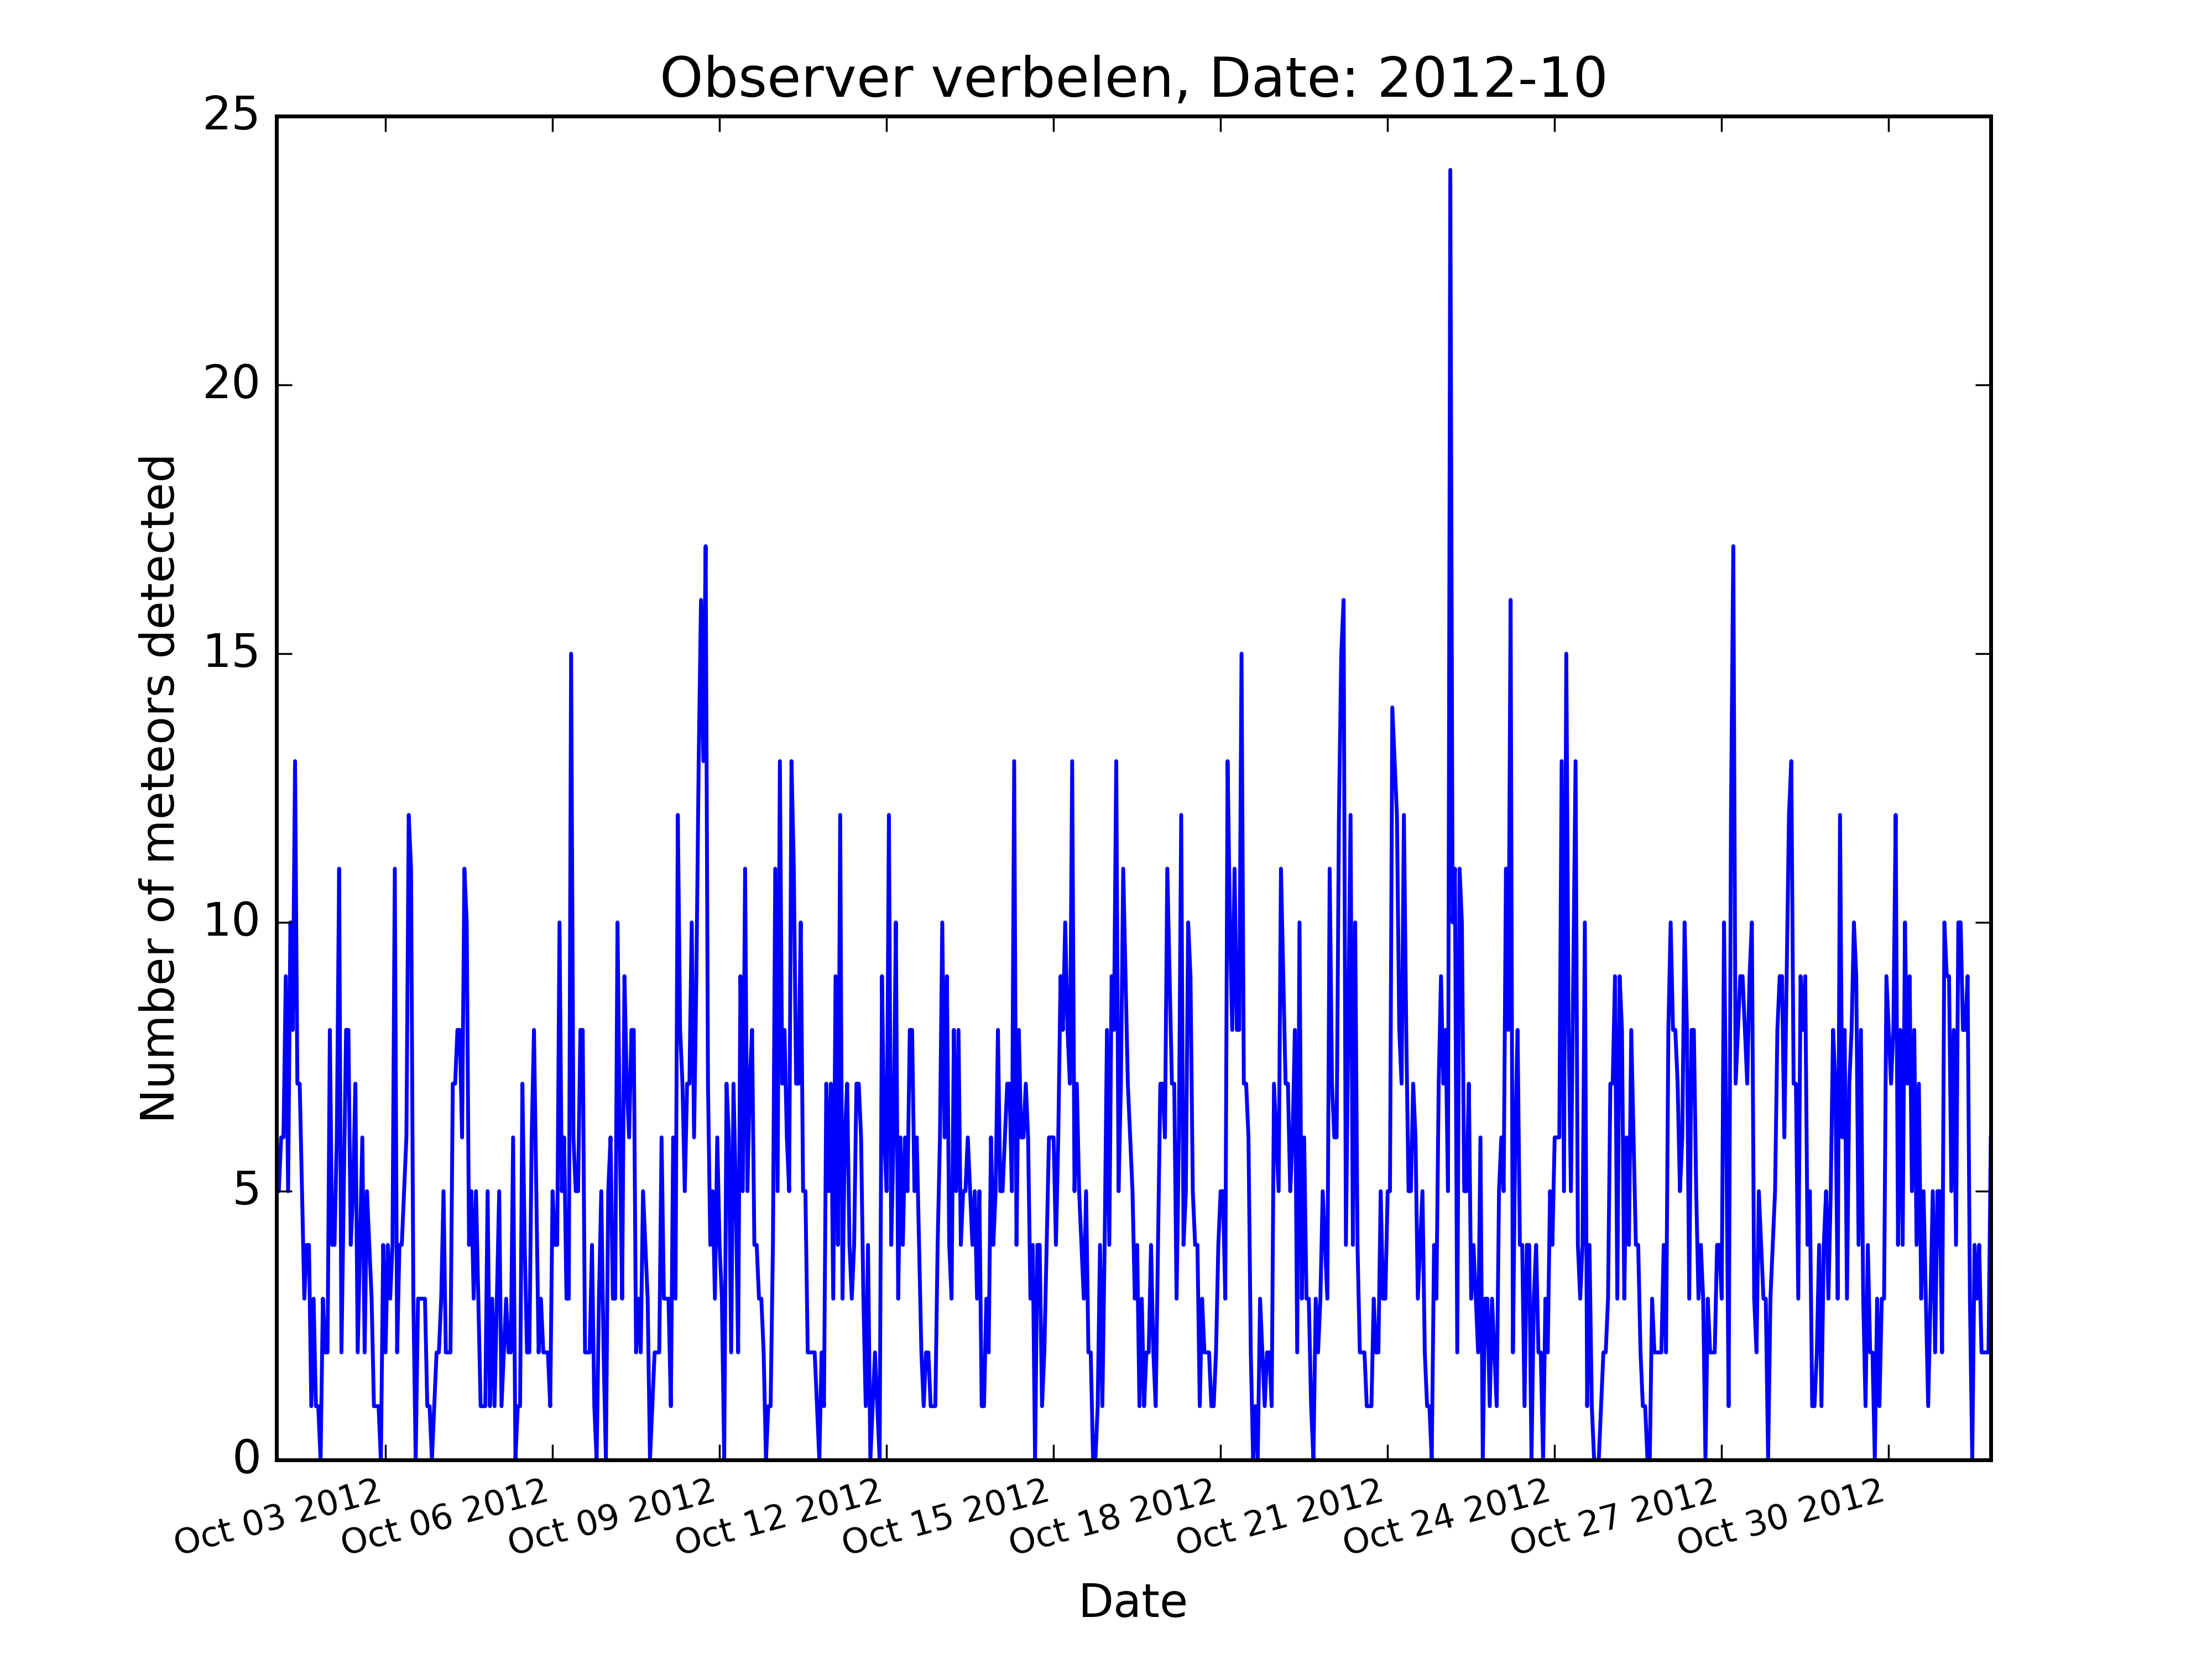 Observer verbelen, Date: 2012-10
25
20
15
10
5
0
Number of meteors detected
Oct 03 2012
Oct 06 2012
Oct 09 2012
Oct 12 2012
Oct 15 2012
Oct 18 2012
Oct 21 2012
Oct 24 2012
Oct 27 2012
Oct 30 2012
Date